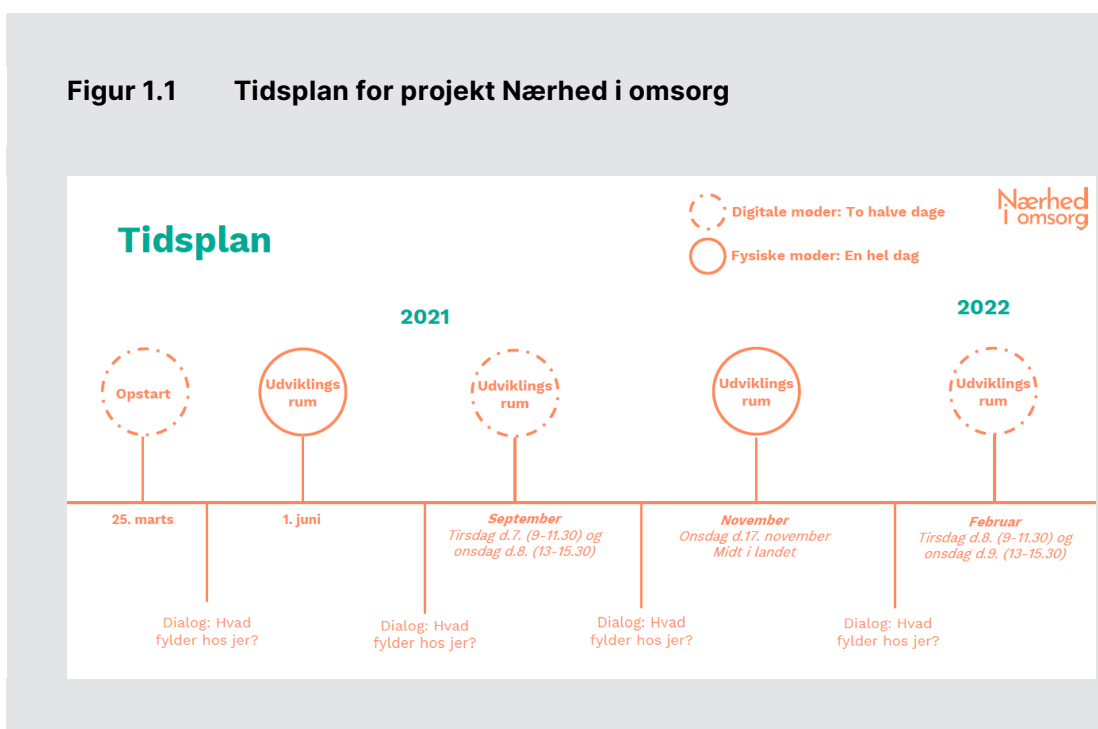 Figur 1.1 Tidsplan for projekt Nærhed i omsorg
Nærhed
i omsorg
Digitale møder: To halve dage
Fysiske møder: En hel dag
Tidsplan
2021
2022
Opstart
Udviklings
rum
Udviklings
rum
Udviklings
rum
Udviklings
rum
25. marts
1. juni
September
Tirsdag d.7. (9-11.30) og
onsdag d.8. (13-15.30)
November
Onsdag d.17. november
Midt i landet
Februar
Tirsdag d.8. (9-11.30) og
onsdag d.9. (13-15.30)
Dialog: Hvad
fylder hos jer?
Dialog: Hvad
fylder hos jer?
Dialog: Hvad
fylder hos jer?
Dialog: Hvad
fylder hos jer?